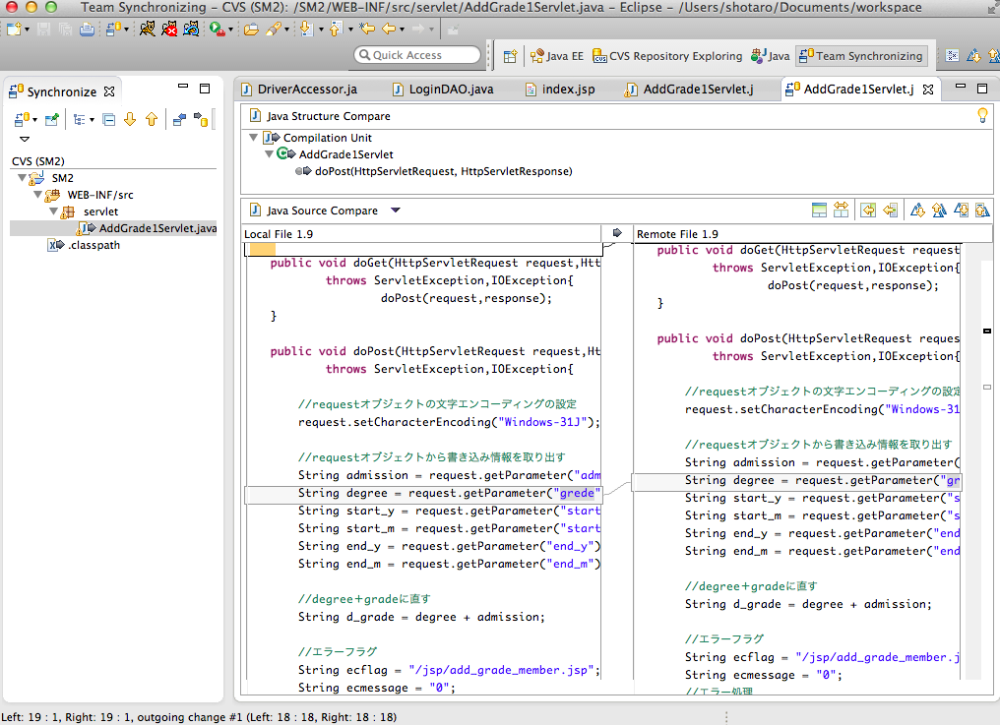 Team Synchronizing - CVS (SM2): /SM2/WEB-INF/src/servlet/AddGrade1Servlet.java - Eclipse - /Users/shotaro/Documents/workspace
Quick Access
Java EE
CVS Repository Exploring
Java
Team Synchronizing
Synchronize
CVS (SM2)
SM2
WEB-INF/src
servlet
AddGrade1Servlet.java
.classpath
DriverAccessor.ja
LoginDAO.java
index.jsp
AddGrade1Servlet.j
AddGrade1Servlet.j
Java Structure Compare
Compilation Unit
AddGrade1Servlet
doPost(HttpServletRequest, HttpServletResponse)
Java Source Compare
Local File 1.9
public void doGet(HttpServletRequest request,Htt
throws ServletException,IOException{
doPost(request,response);
}
public void doPost(HttpServletRequest request,Ht
throws ServletException,IOException{
//requestオブジェクトの文字エンコーディングの設定
request.setCharacterEncoding("Windows-31J");
//requestオブジェクトから書き込み情報を取り出す
String admission = request.getParameter("adm
String degree = request.getParameter("grede"
String start_y = request.getParameter("start
String start_m = request.getParameter("start
String end_y = request.getParameter("end_y")
String end_m = request.getParameter("end_m")
//degree＋gradeに直す
String d_grade = degree + admission;
//エラーフラグ
String ecflag = "/jsp/add_grade_member.jsp";
String ecmessage = "0";
Remote File 1.9
public void doGet(HttpServletRequest request
throws ServletException,IOException{
doPost(request,response);
}
public void doPost(HttpServletRequest reques
throws ServletException,IOException{
//requestオブジェクトの文字エンコーディングの設定
request.setCharacterEncoding("Windows-31
//requestオブジェクトから書き込み情報を取り出す
String admission = request.getParameter(
String degree = request.getParameter("gr
String start_y = request.getParameter("s
String start_m = request.getParameter("s
String end_y = request.getParameter("end
String end_m = request.getParameter("end
//degree＋gradeに直す
String d_grade = degree + admission;
//エラーフラグ
String ecflag = "/jsp/add_grade_member.j
String ecmessage = "0";
//エラー処理
Left: 19 : 1, Right: 19 : 1, outgoing change #1 (Left: 18 : 18, Right: 18 : 18)